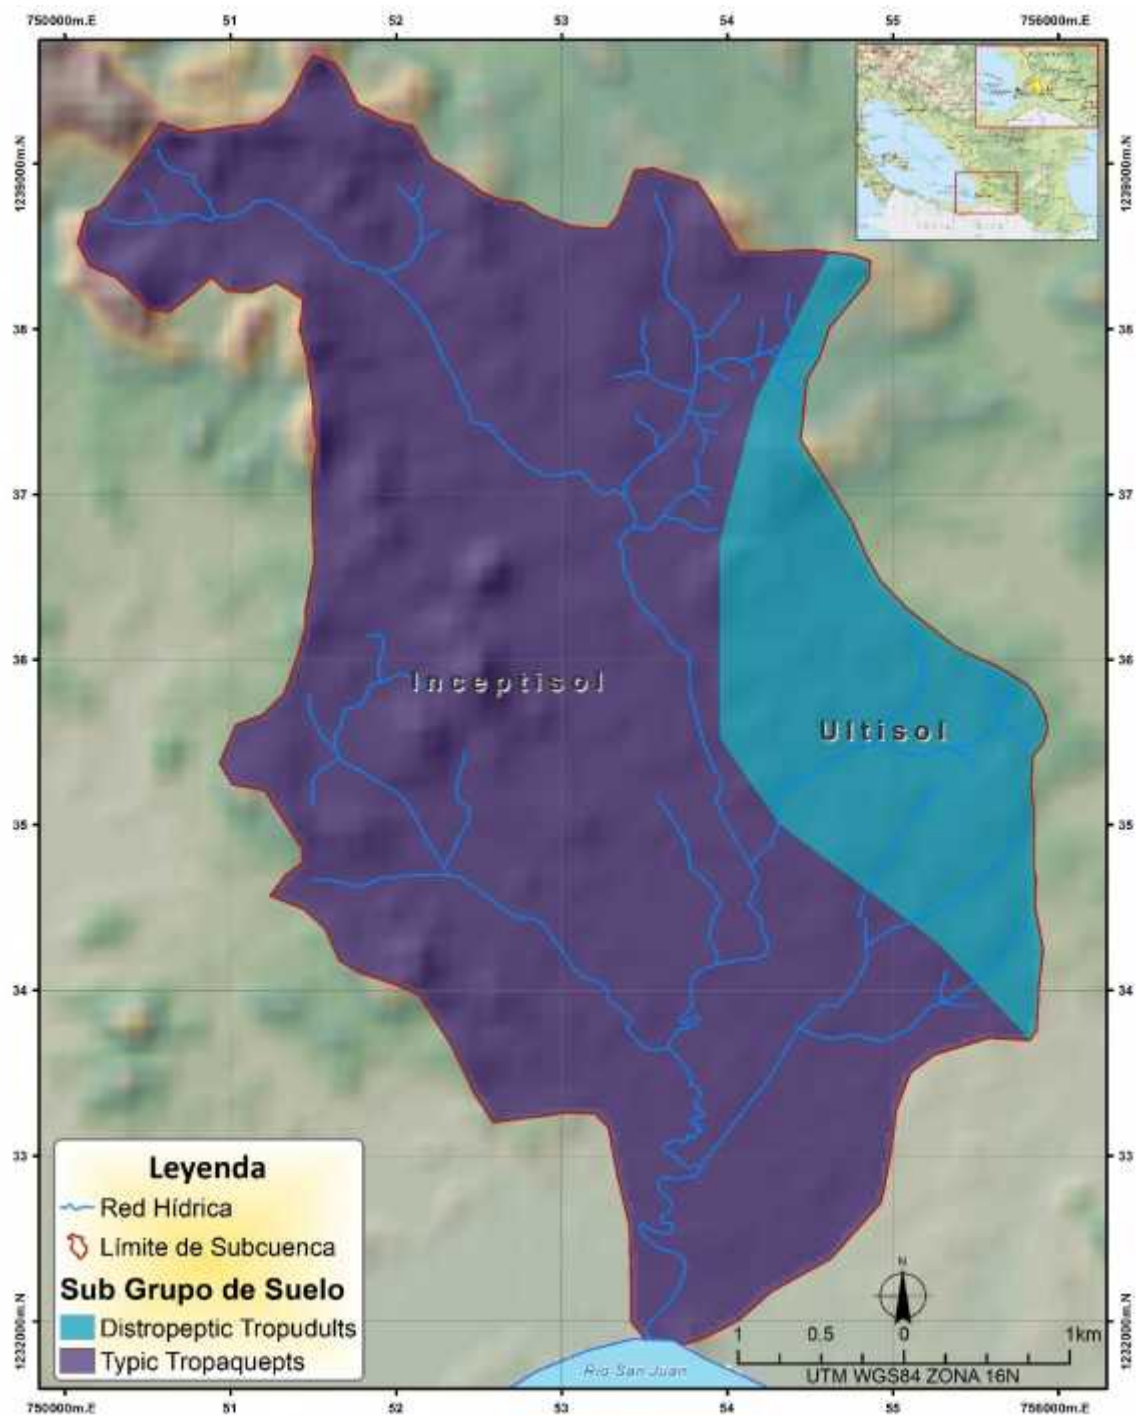 750000m.E 51 52 53 54 55 756000m.E
1239000m.N
1239000m.N
38
38
37
37
36
36
Inceptisol
Ultisol
35
35
34
34
33
33
Leyenda
Red Hídrica
Límite de Subcuenca
Sub Grupo de Suelo
Distropeptic Tropudults
Typic Tropaquepts
1232000m.N
1232000m.N
N
1 0.5 0 1km
UTM WGS84 ZONA 16N
Rio San Juan
750000m.E 51 52 53 54 55 756000m.E